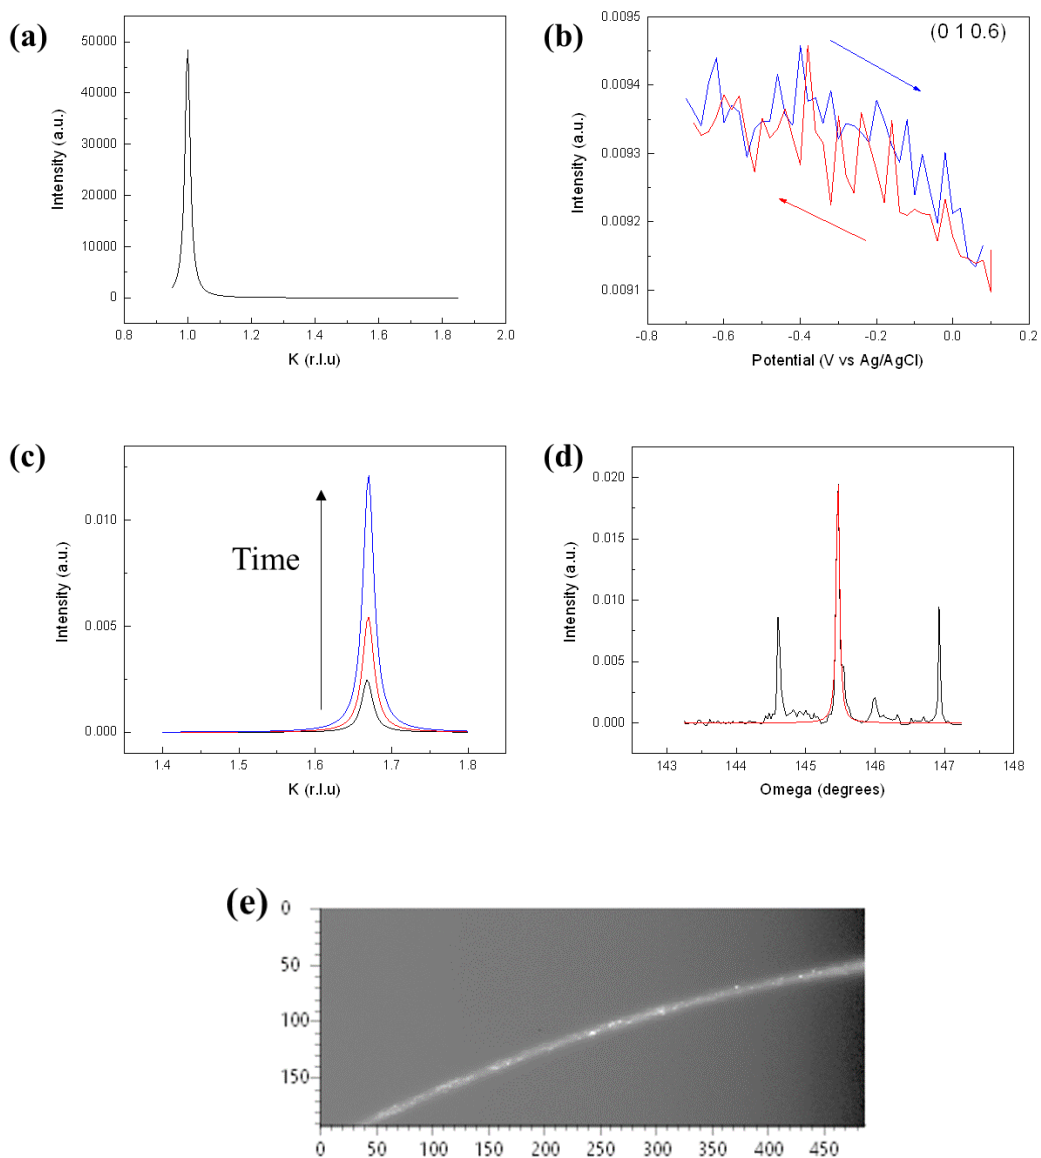 (a)
Intensity (a.u.)
50000
40000
30000
20000
10000
0
0.8 1.0 1.2 1.4 1.6 1.8 2.0
K (r.l.u)
(b)
(0 1 0.6)
Intensity (a.u.)
0.0095
0.0094
0.0093
0.0092
0.0091
-0.8 -0.6 -0.4 -0.2 0.0 0.2
Potential (V vs Ag/AgCl)
(c)
Time
Intensity (a.u.)
0.010
0.005
0.000
1.4 1.5 1.6 1.7 1.8
K (r.l.u)
(d)
Intensity (a.u.)
0.020
0.015
0.010
0.005
0.000
143 144 145 146 147 148
Omega (degrees)
(e)
0
50
100
150
0 50 100 150 200 250 300 350 400 450